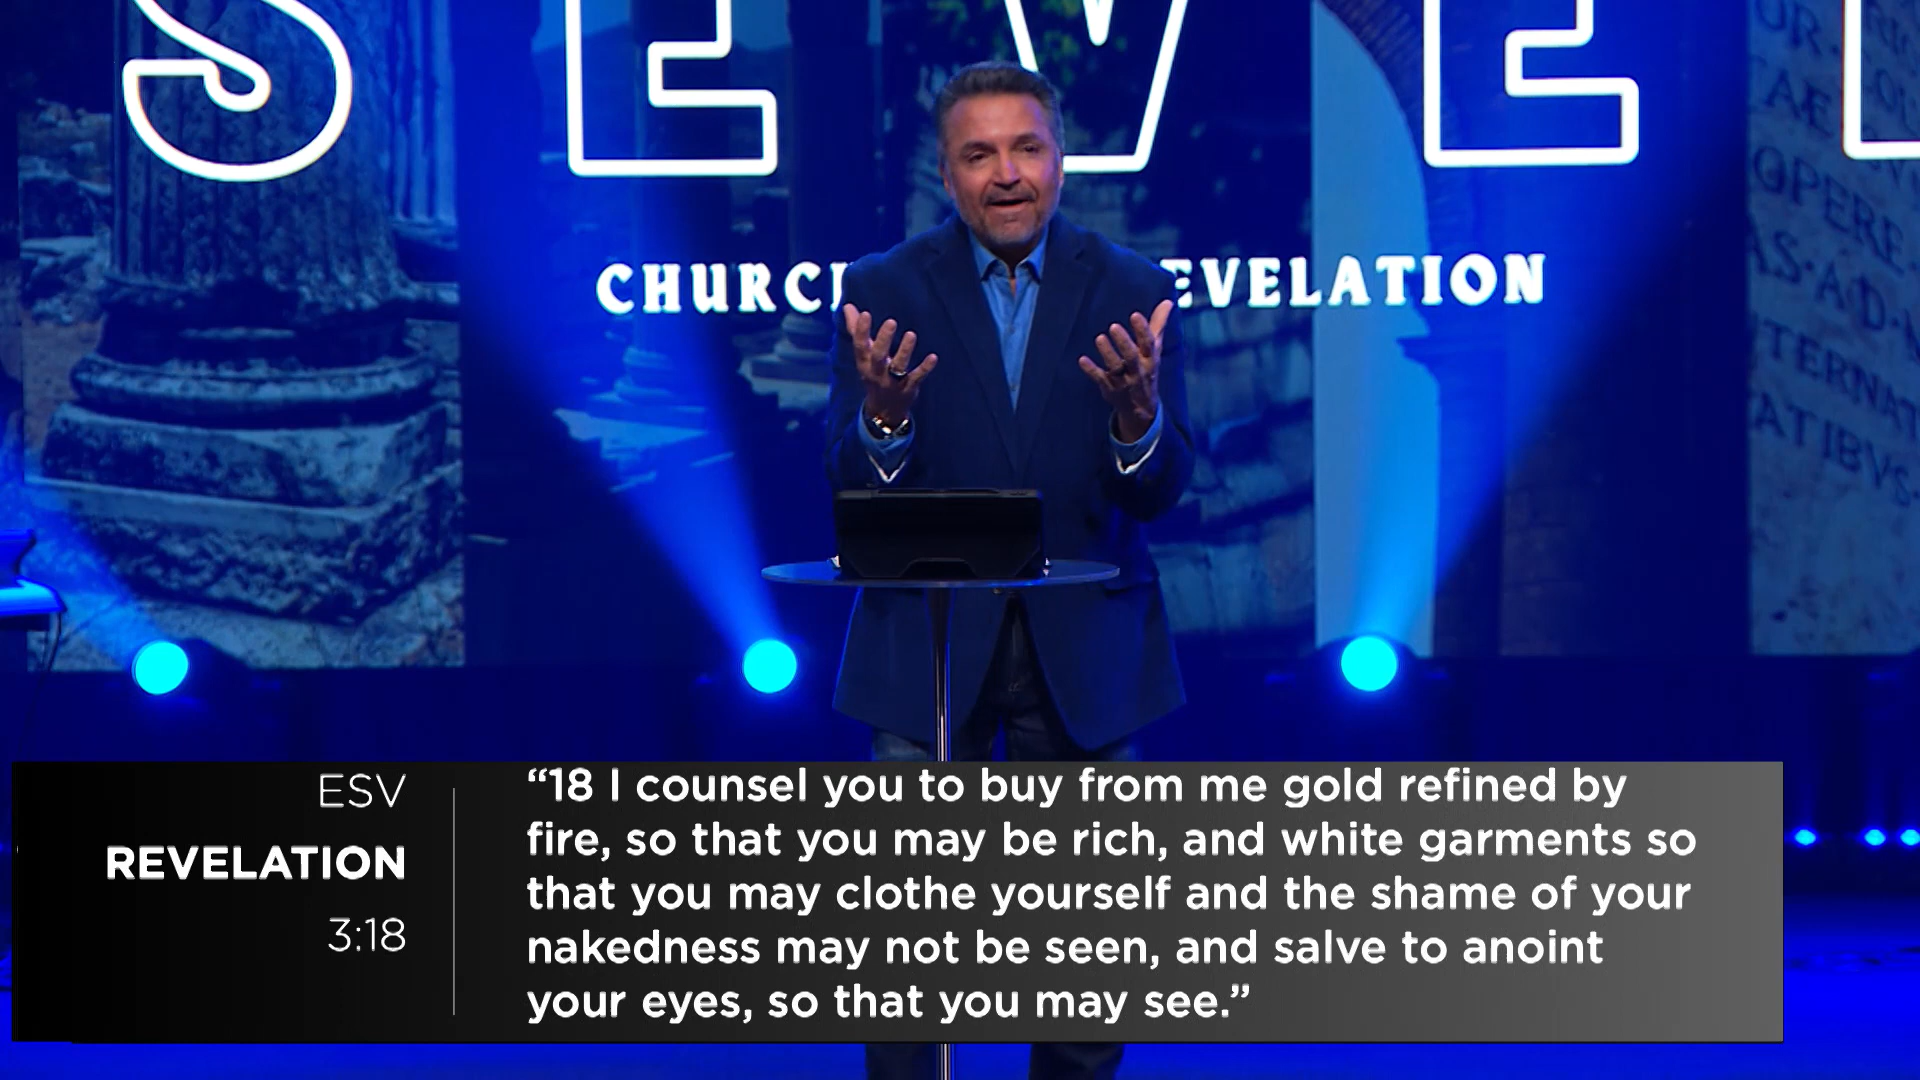 SEVE
CHURC EVELATION
ESV
REVELATION
3:18
“18 I counsel you to buy from me gold refined by
fire, so that you may be rich, and white garments so
that you may clothe yourself and the shame of your
nakedness may not be seen, and salve to anoint
your eyes, so that you may see.”
OPERE